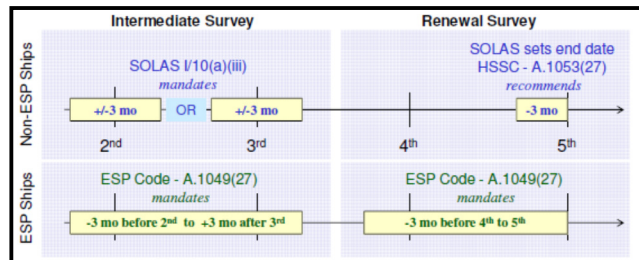 Intermediate Survey
Renewal Survey
Non-ESP Ships
SOLAS I/10(a)(iii)
mandates
+/-3 mo
OR
+/-3 mo
2nd
3rd
SOLAS sets end date
HSSC - A.1053(27)
recommends
-3 mo
4th
5th
ESP Ships
ESP Code - A.1049(27)
mandates
-3 mo before 2nd to +3 mo after 3rd
ESP Code - A.1049(27)
mandates
-3 mo before 4th to 5th